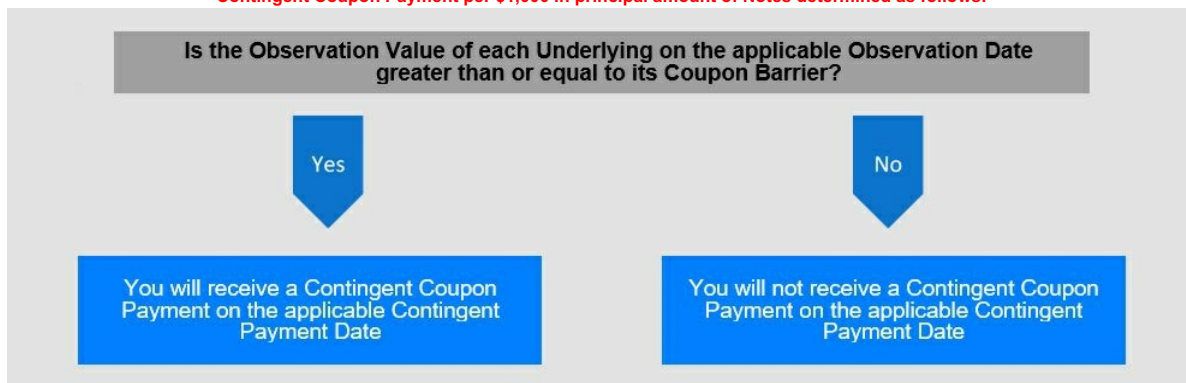 Contingent Coupon Payment per $1,000 in principal amount of Notes determined as follows:
Is the Observation Value of each Underlying on the applicable Observation Date
greater than or equal to its Coupon Barrier?
Yes
No
You will receive a Contingent Coupon
Payment on the applicable Contingent
Payment Date
You will not receive a Contingent Coupon
Payment on the applicable Contingent
Payment Date